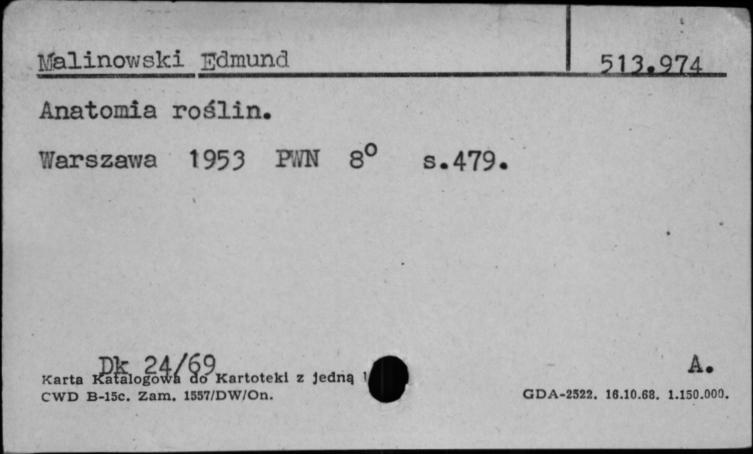 Malinowski Edmund 513.974
Anatomia roślin.
Warszawa 1953 PWN 8° s.479.
Dk 24/69 A.
Karta Katalogowa do Kartoteki z jedną
CWD B-15c. Zam. 1557/DW/On. GDA-2522. 16.10.68. 1.150.000.